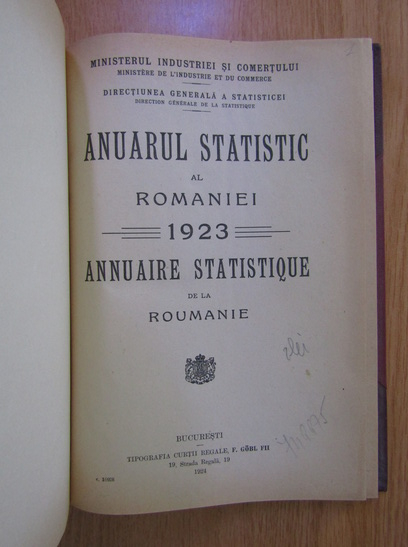 MINISTERUL INDUSTRIEI ȘI COMERȚULUI
MINISTÈRE DE L'INDUSTRIE ET DU COMMERCE
DIRECȚIUNEA GENERALĂ A STATISTICEI
DIRECTION GÉNÉRALE DE LA STATISTIQUE
ANUARUL STATISTIC
AL
ROMANIEI
1923
ANNUAIRE STATISTIQUE
DE LA
ROUMANIE
BUCUREȘTI
TIPOGRAFIA CURȚII REGALE, F. GÖBL FII
19, Strada Regală, 19
1924